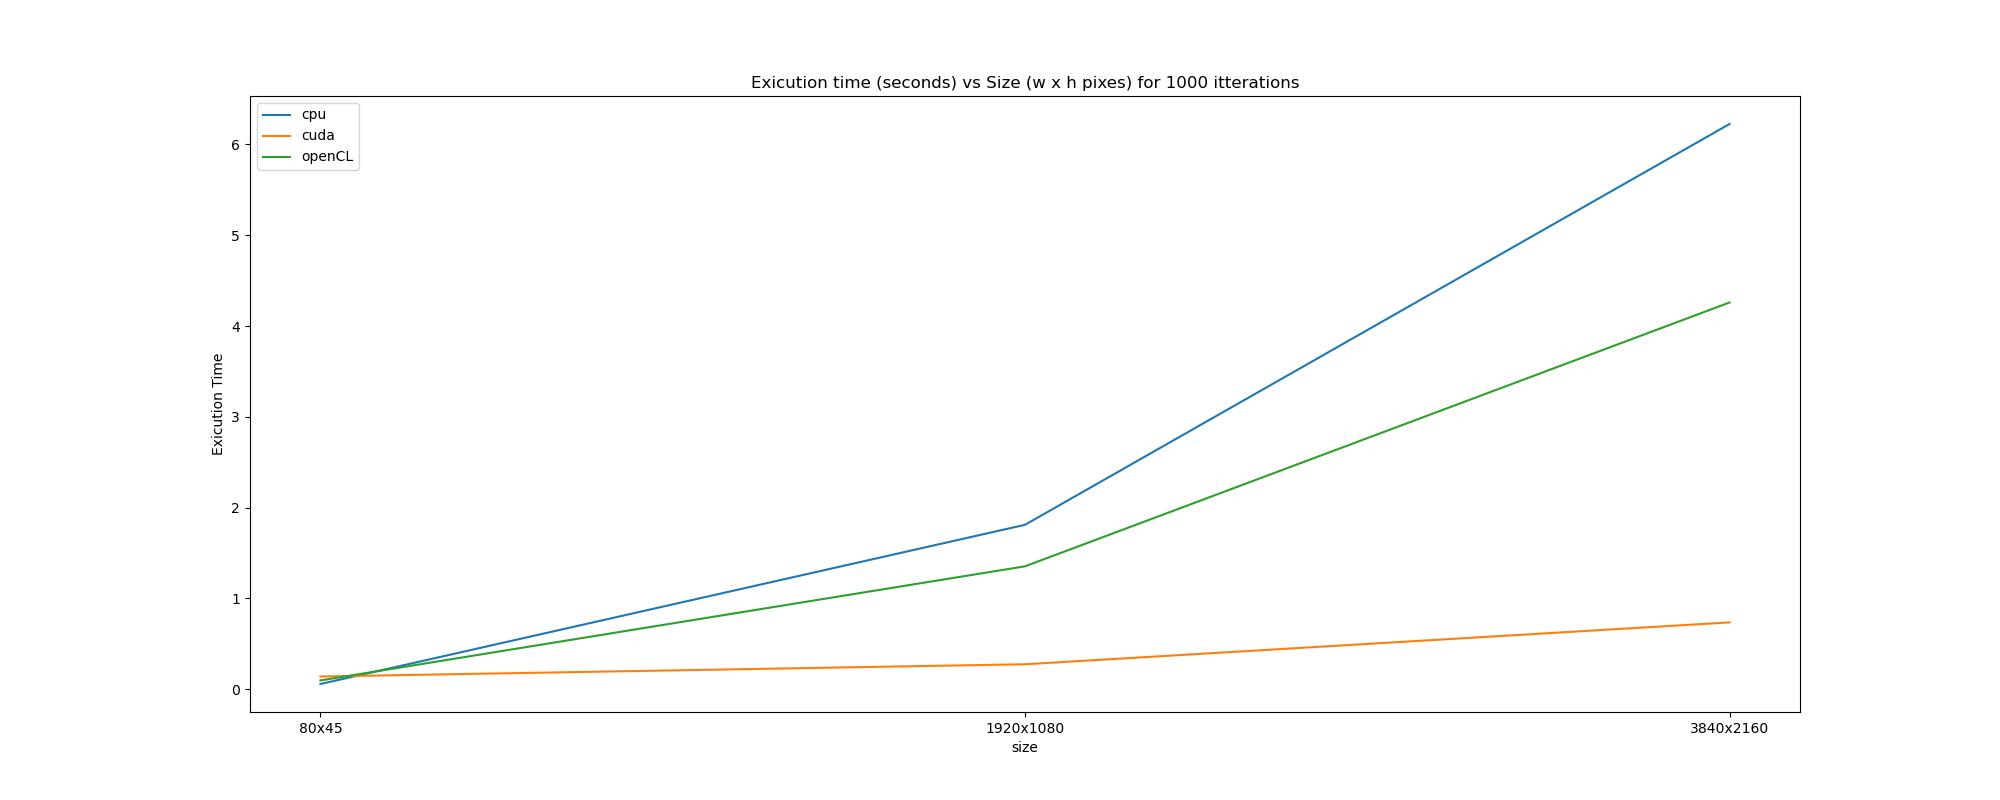 Exicution time (seconds) vs Size (w x h pixes) for 1000 itterations
cpu
cuda
openCL
6
5
4
3
2
1
0
Exicution Time
80x45
1920x1080
3840x2160
size